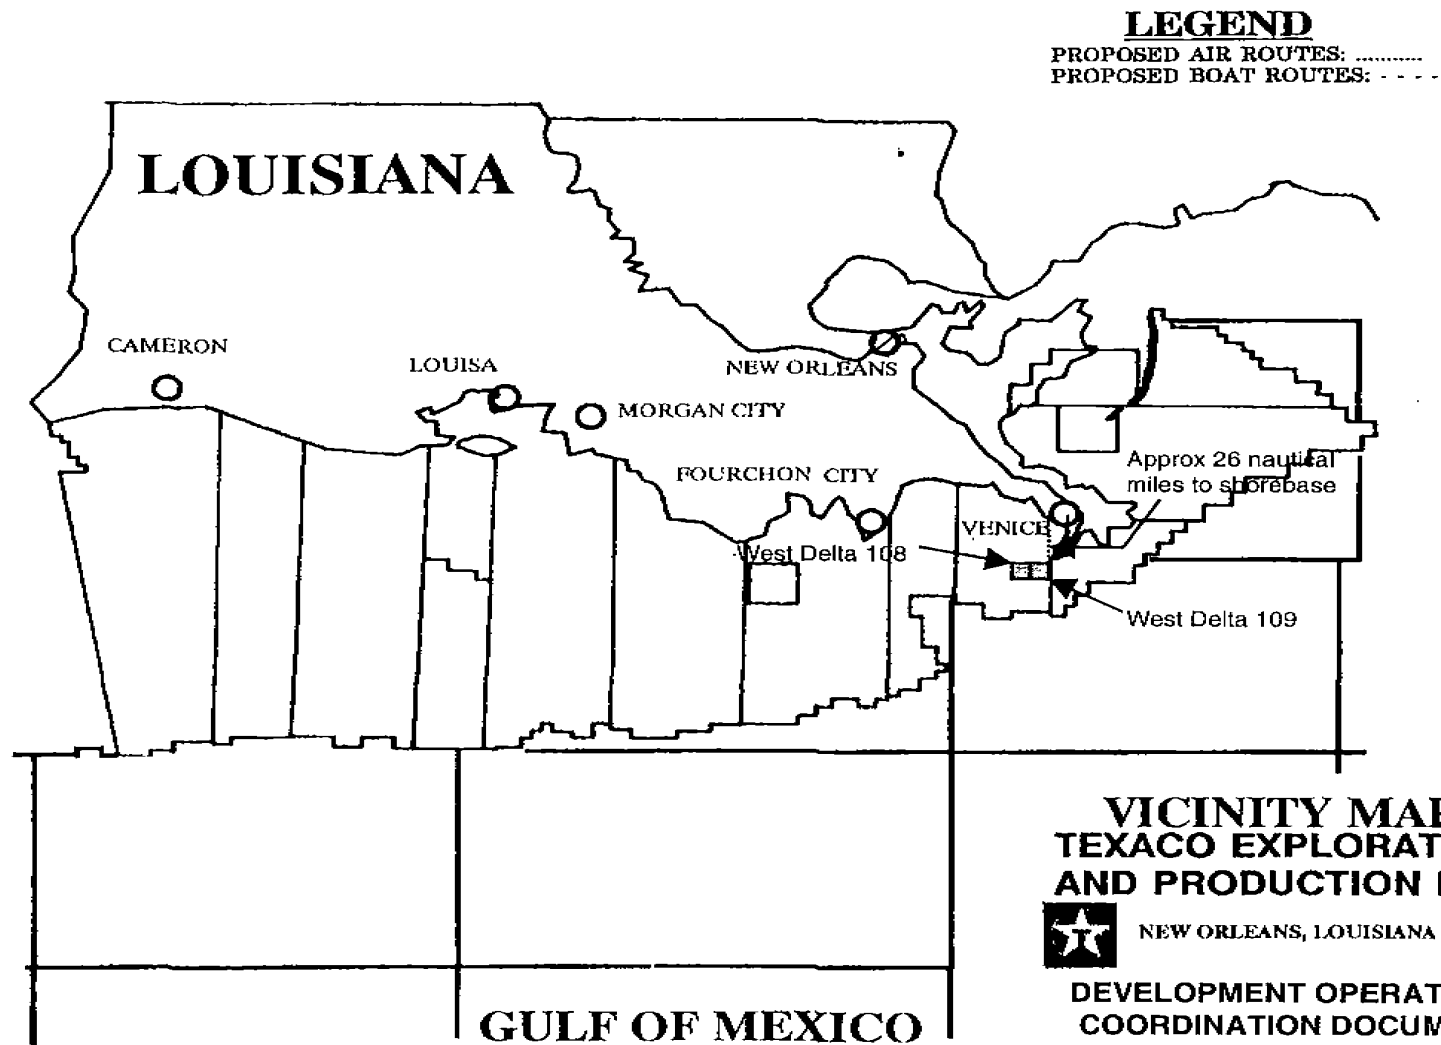 LEGEND
PROPOSED AIR ROUTES: ...........
PROPOSED BOAT ROUTES: - - - -
LOUISIANA
CAMERON
LOUISA
NEW ORLEANS
MORGAN CITY
FOURCHON CITY
Approx 26 nautical
miles to shorebase
VENICE
West Delta 108
West Delta 109
VICINITY MA
TEXACO EXPLORAT
AND PRODUCTION
T
NEW ORLEANS, LOUISIANA
DEVELOPMENT OPERAT
COORDINATION DOCUM
GULF OF MEXICO